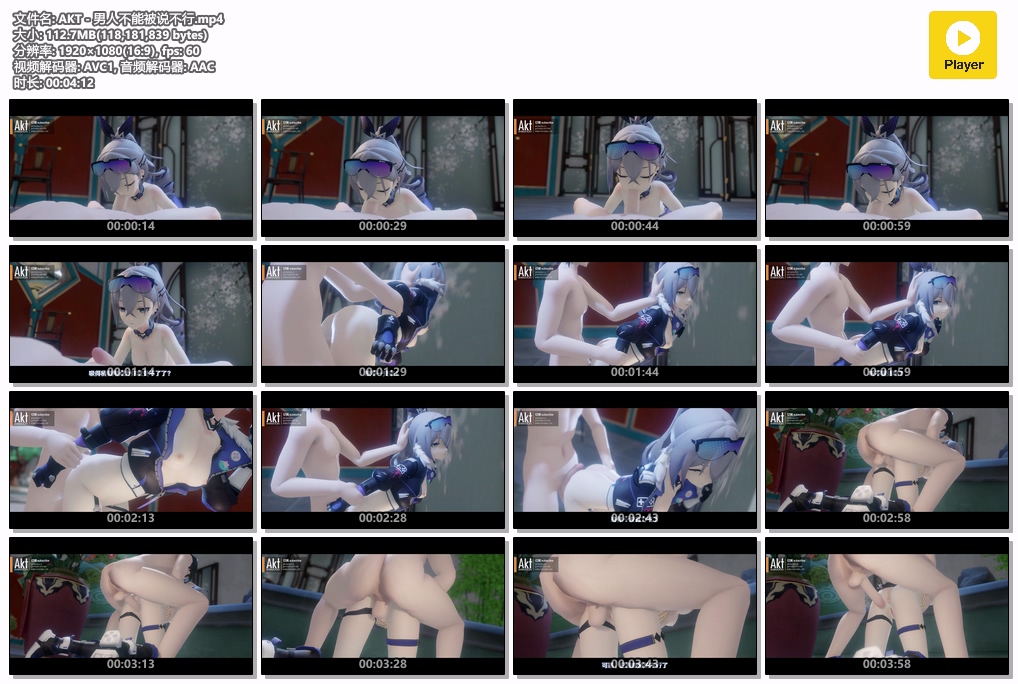 文件名: AKT - 男人不能被说不行.mp4
大小: 112.7MB(118,181,839 bytes)
分辨率: 1920×1080(16:9), fps: 60
视频解码器: AVC1, 音频解码器: AAC
时长: 00:04:12
Player
Akt
00:00:14
Akt
00:00:29
Akt
00:00:44
Akt
00:00:59
Akt
00:01:14
Akt
00:01:29
Akt
00:01:44
Akt
00:01:59
Akt
00:02:13
Akt
00:02:28
Akt
00:02:43
Akt
00:02:58
Akt
00:03:13
Akt
00:03:28
Akt
00:03:43
Akt
00:03:58